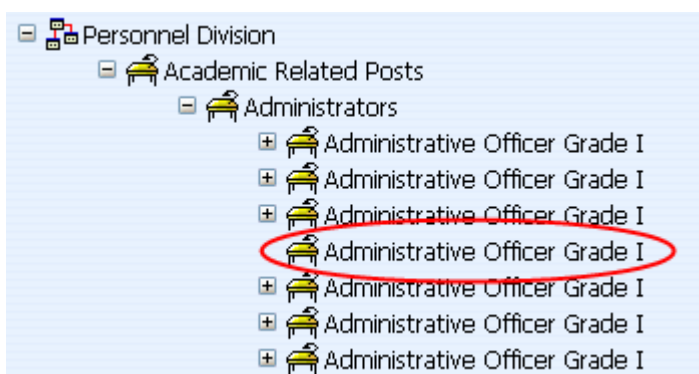 Personnel Division
Academic Related Posts
Administrators
Administrative Officer Grade I
Administrative Officer Grade I
Administrative Officer Grade I
Administrative Officer Grade I
Administrative Officer Grade I
Administrative Officer Grade I
Administrative Officer Grade I